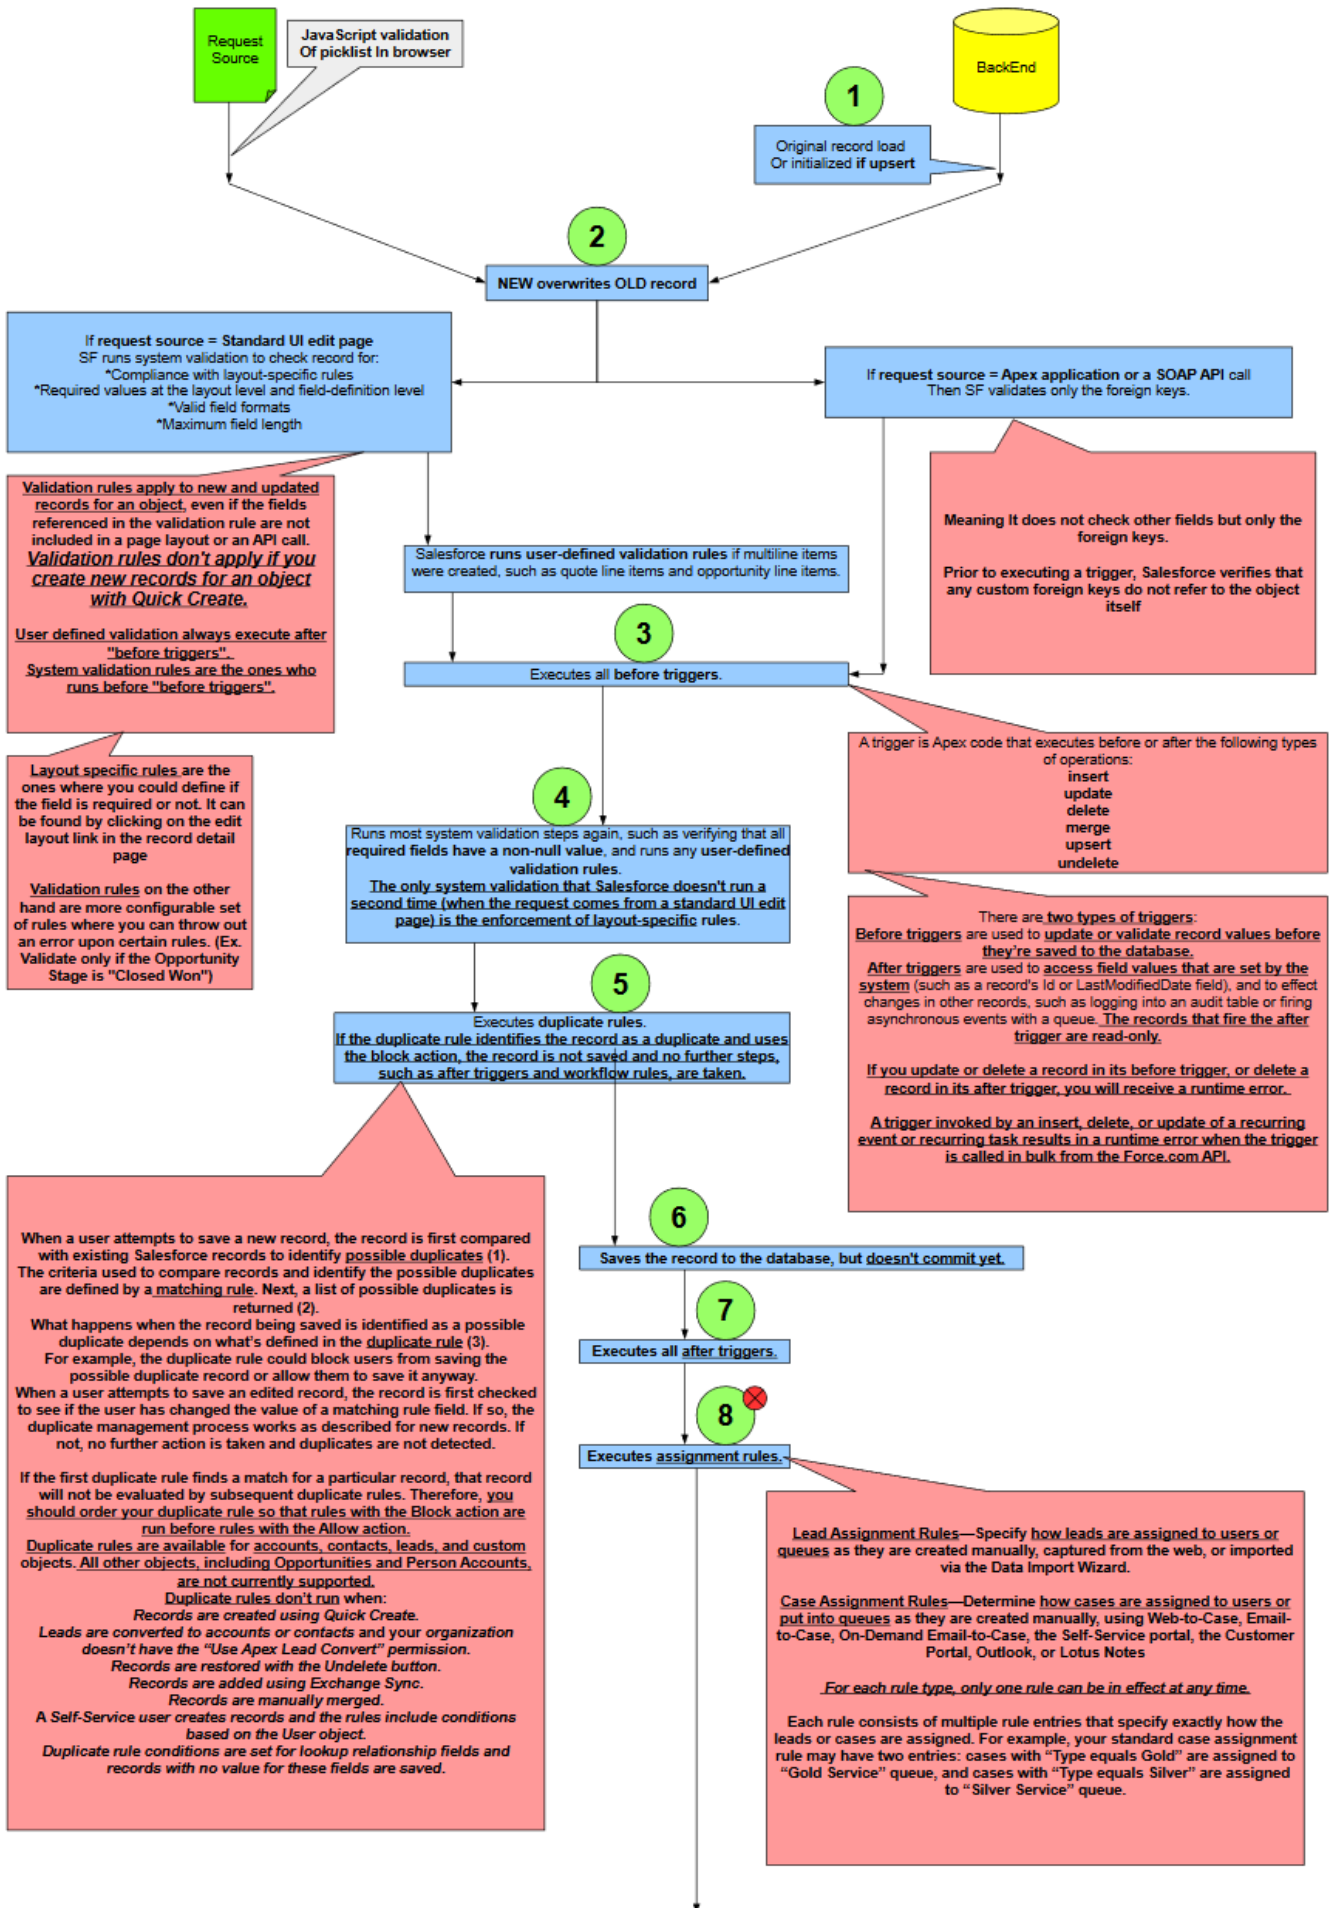 Request
Source
JavaScript validation
Of picklist In browser
BackEnd
1
Original record load
Or initialized if upsert
2
NEW overwrites OLD record
If request source = Standard UI edit page
SF runs system validation to check record for:
*Compliance with layout-specific rules
*Required values at the layout level and field-definition level
*Valid field formats
*Maximum field length
If request source = Apex application or a SOAP API call
Then SF validates only the foreign keys.
Validation rules apply to new and updated
records for an object, even if the fields
referenced in the validation rule are not
included in a page layout or an API call.
Validation rules don't apply if you
create new records for an object
with Quick Create.
User defined validation always execute after
"before triggers".
System validation rules are the ones who
runs before "before triggers".
Meaning It does not check other fields but only the
foreign keys.
Prior to executing a trigger, Salesforce verifies that
any custom foreign keys do not refer to the object
itself
Salesforce runs user-defined validation rules if multiline items
were created, such as quote line items and opportunity line items.
3
Executes all before triggers.
Layout specific rules are the
ones where you could define if
the field is required or not. It can
be found by clicking on the edit
layout link in the record detail
page
Validation rules on the other
hand are more configurable set
of rules where you can throw out
an error upon certain rules. (Ex.
Validate only if the Opportunity
Stage is "Closed Won")
A trigger is Apex code that executes before or after the following types
of operations:
insert
update
delete
merge
upsert
undelete
4
Runs most system validation steps again, such as verifying that all
required fields have a non-null value, and runs any user-defined
validation rules.
The only system validation that Salesforce doesn't run a
second time (when the request comes from a standard UI edit
page) is the enforcement of layout-specific rules.
There are two types of triggers:
Before triggers are used to update or validate record values before
they're saved to the database.
After triggers are used to access field values that are set by the
system (such as a record's Id or LastModifiedDate field), and to effect
changes in other records, such as logging into an audit table or firing
asynchronous events with a queue. The records that fire the after
trigger are read-only.
If you update or delete a record in its before trigger, or delete a
record in its after trigger, you will receive a runtime error.
A trigger invoked by an insert, delete, or update of a recurring
event or recurring task results in a runtime error when the trigger
is called in bulk from the Force.com API.
5
Executes duplicate rules.
If the duplicate rule identifies the record as a duplicate and uses
the block action, the record is not saved and no further steps,
such as after triggers and workflow rules, are taken.
When a user attempts to save a new record, the record is first compared
with existing Salesforce records to identify possible duplicates (1).
The criteria used to compare records and identify the possible duplicates
are defined by a matching rule. Next, a list of possible duplicates is
returned (2).
What happens when the record being saved is identified as a possible
duplicate depends on what's defined in the duplicate rule (3).
For example, the duplicate rule could block users from saving the
possible duplicate record or allow them to save it anyway.
When a user attempts to save an edited record, the record is first checked
to see if the user has changed the value of a matching rule field. If so, the
duplicate management process works as described for new records. If
not, no further action is taken and duplicates are not detected.
If the first duplicate rule finds a match for a particular record, that record
will not be evaluated by subsequent duplicate rules. Therefore, you
should order your duplicate rule so that rules with the Block action are
run before rules with the Allow action.
Duplicate rules are available for accounts, contacts, leads, and custom
objects. All other objects, including Opportunities and Person Accounts,
are not currently supported.
Duplicate rules don't run when:
Records are created using Quick Create.
Leads are converted to accounts or contacts and your organization
doesn't have the “Use Apex Lead Convert” permission.
Records are restored with the Undelete button.
Records are added using Exchange Sync.
Records are manually merged.
A Self-Service user creates records and the rules include conditions
based on the User object.
Duplicate rule conditions are set for lookup relationship fields and
records with no value for these fields are saved.
6
Saves the record to the database, but doesn't commit yet.
7
Executes all after triggers.
8
Executes assignment rules.
Lead Assignment Rules—Specify how leads are assigned to users or
queues as they are created manually, captured from the web, or imported
via the Data Import Wizard.
Case Assignment Rules—Determine how cases are assigned to users or
put into queues as they are created manually, using Web-to-Case, Email-
to-Case, On-Demand Email-to-Case, the Self-Service portal, the Customer
Portal, Outlook, or Lotus Notes
For each rule type, only one rule can be in effect at any time.
Each rule consists of multiple rule entries that specify exactly how the
leads or cases are assigned. For example, your standard case assignment
rule may have two entries: cases with “Type equals Gold” are assigned to
“Gold Service” queue, and cases with “Type equals Silver” are assigned
to “Silver Service” queue.